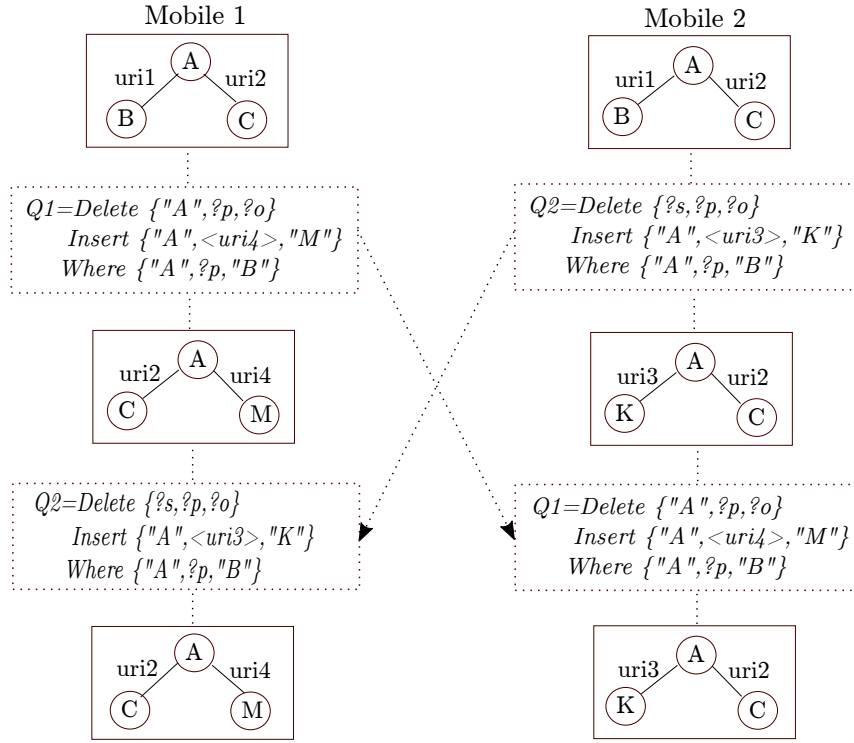 Mobile 1
A
uri1
uri2
B
C
Q1=Delete {"A",?p,?o}
Insert {"A",<uri4>,"M"}
Where {"A",?p,"B"}
A
uri2
uri4
C
M
Q2=Delete {?s,?p,?o}
Insert {"A",<uri3>,"K"}
Where {"A",?p,"B"}
A
uri2
uri4
C
M
Mobile 2
A
uri1
uri2
B
C
Q2=Delete {?s,?p,?o}
Insert {"A",<uri3>,"K"}
Where {"A",?p,"B"}
A
uri3
uri2
K
C
Q1=Delete {"A",?p,?o}
Insert {"A",<uri4>,"M"}
Where {"A",?p,"B"}
A
uri3
uri2
K
C